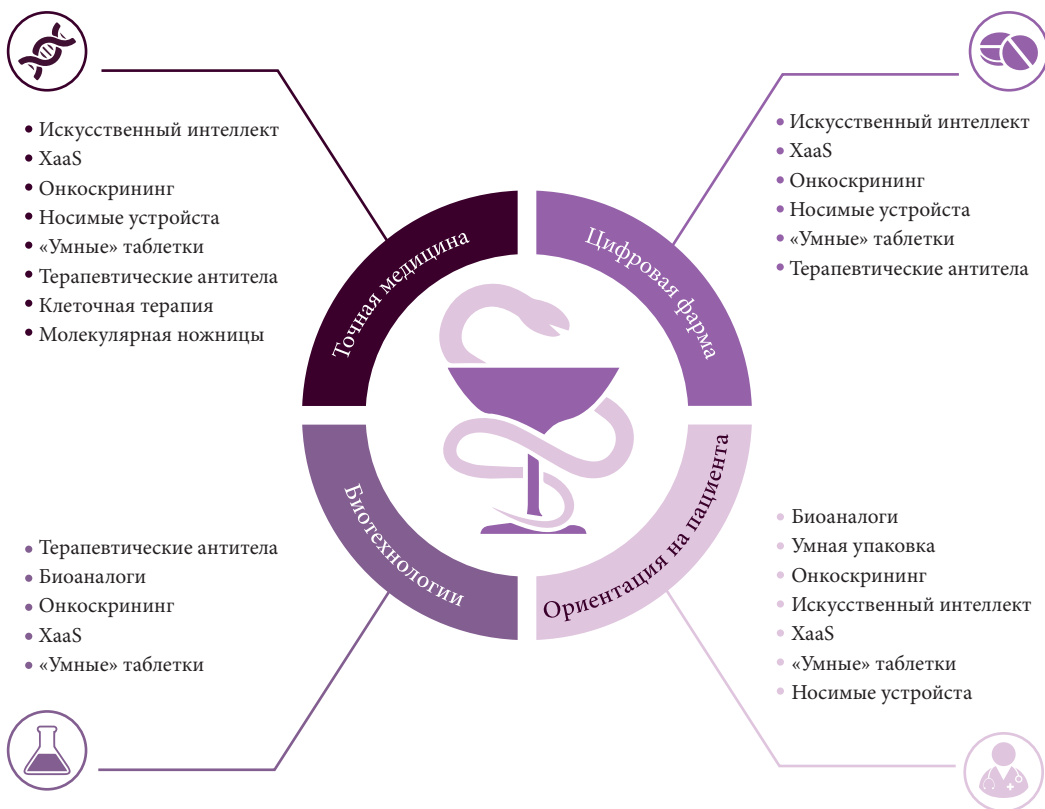 Искусственный интеллект
XaaS
Онкоскрининг
Носимые устройста
«Умные» таблетки
Терапевтические антитела
Клеточная терапия
Молекулярная ножницы
Искусственный интеллект
XaaS
Онкоскрининг
Носимые устройста
«Умные» таблетки
Терапевтические антитела
Точная медицина
Цифровая фарма
Биотехнологии
Ориентация на пациента
Терапевтические антитела
Биоаналоги
Онкоскрининг
XaaS
«Умные» таблетки
Биоаналоги
Умная упаковка
Онкоскрининг
Искусственный интеллект
XaaS
«Умные» таблетки
Носимые устройста